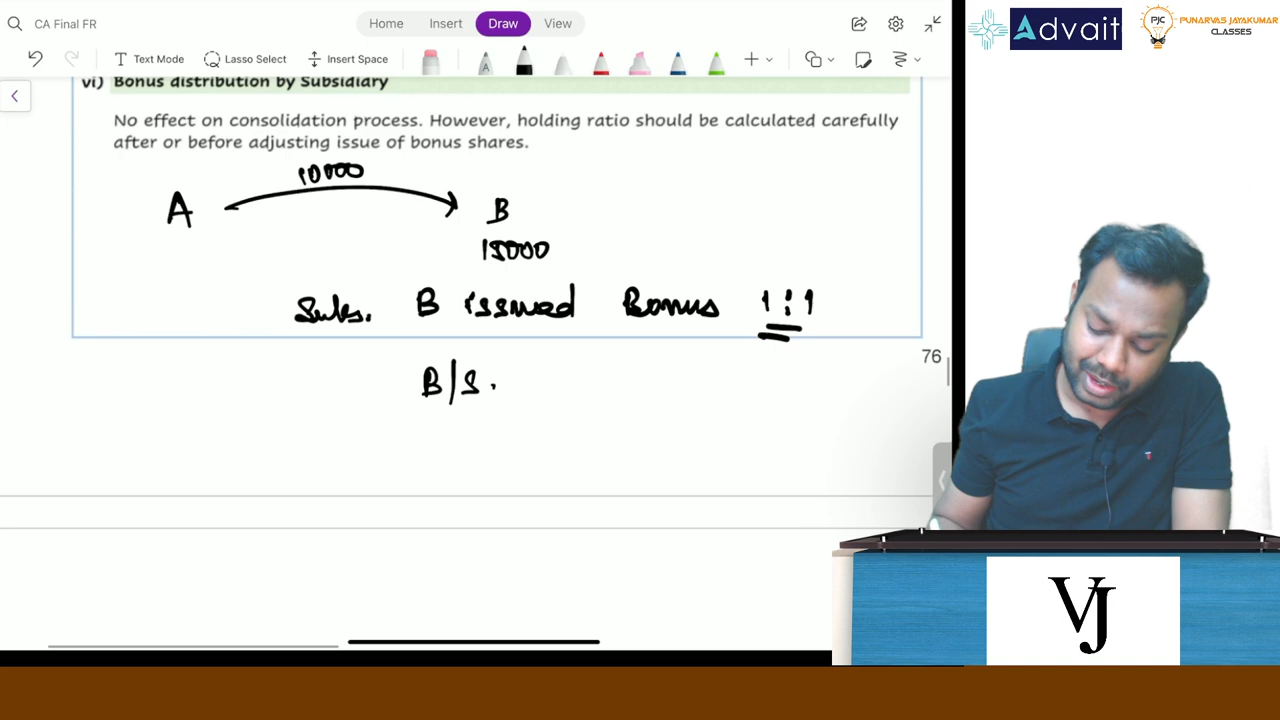 CA Final FR
Home Insert Draw View
Text Mode Lasso Select Insert Space
Advait
PJC
PUNARVAS JAYAKUMAR
CLASSES
vi) Bonus distribution by Subsidiary
No effect on consolidation process. However, holding ratio should be calculated carefully
after or before adjusting issue of bonus shares.
10000
A B
15000
Subs. B issued Bonus 1:1
76
B/S.
VJ